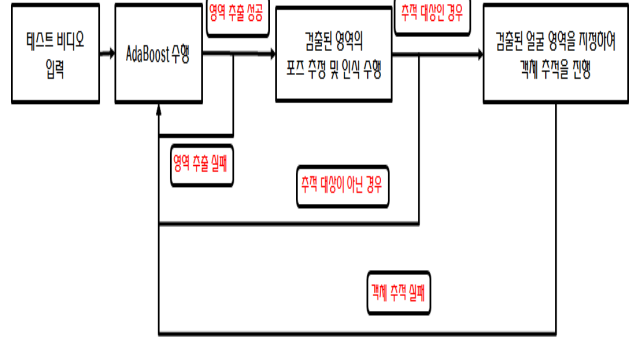 영역 추출 성공
추적 대상인 경우
테스트 비디오
입력
AdaBoost 수행
검출된 영역의
포즈 추정 및 인식 수행
검출된 얼굴 영역을 지정하여
객체 추적을 진행
영역 추출 실패
추적 대상이 아닌 경우
객체 추적 실패